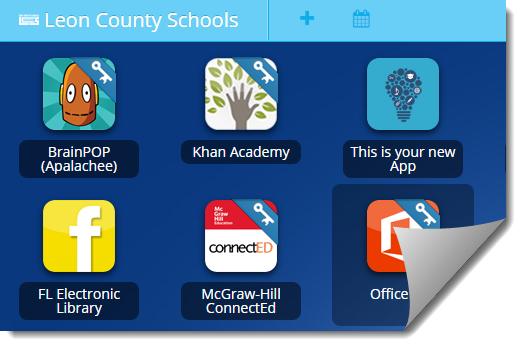 Leon County Schools
BrainPOP
(Apalachee)
Khan Academy
This is your new
App
f
Mc
Graw
Hill
Education
connectED
FL Electronic
Library
McGraw-Hill
ConnectEd
Office